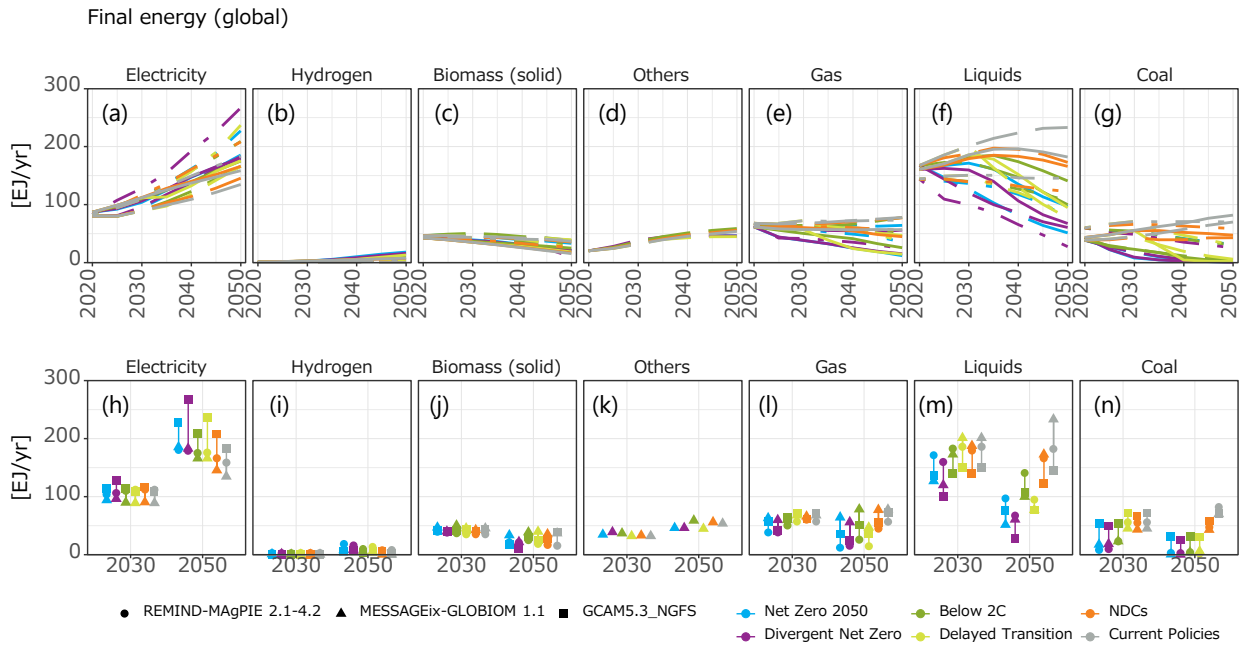 Final energy (global)
Electricity Hydrogen Biomass (solid) Others Gas Liquids Coal
[EJ/yr]
300
200
100
0
(a) (b) (c) (d) (e) (f) (g)
2020 2030 2040 2050 2020 2030 2040 2050 2020 2030 2040 2050 2020 2030 2040 2050 2020 2030 2040 2050 2020 2030 2040 2050 2020 2030 2040 2050
Electricity Hydrogen Biomass (solid) Others Gas Liquids Coal
[EJ/yr]
300
200
100
0
(h) (i) (j) (k) (l) (m) (n)
2030 2050 2030 2050 2030 2050 2030 2050 2030 2050 2030 2050 2030 2050
REMIND-MAgPIE 2.1-4.2 MESSAGEix-GLOBIOM 1.1 GCAM5.3_NGFS Net Zero 2050 Below 2C NDCs
Divergent Net Zero Delayed Transition Current Policies